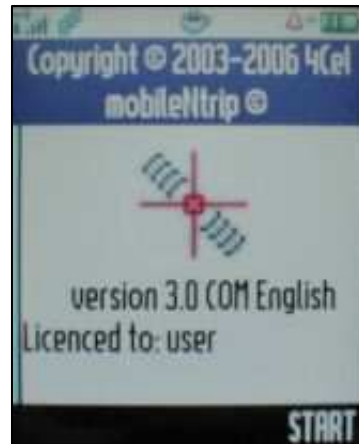 Copyright © 2003-2006 4Cel
mobileNtrip ©
version 3.0 COM English
Licenced to: user
START